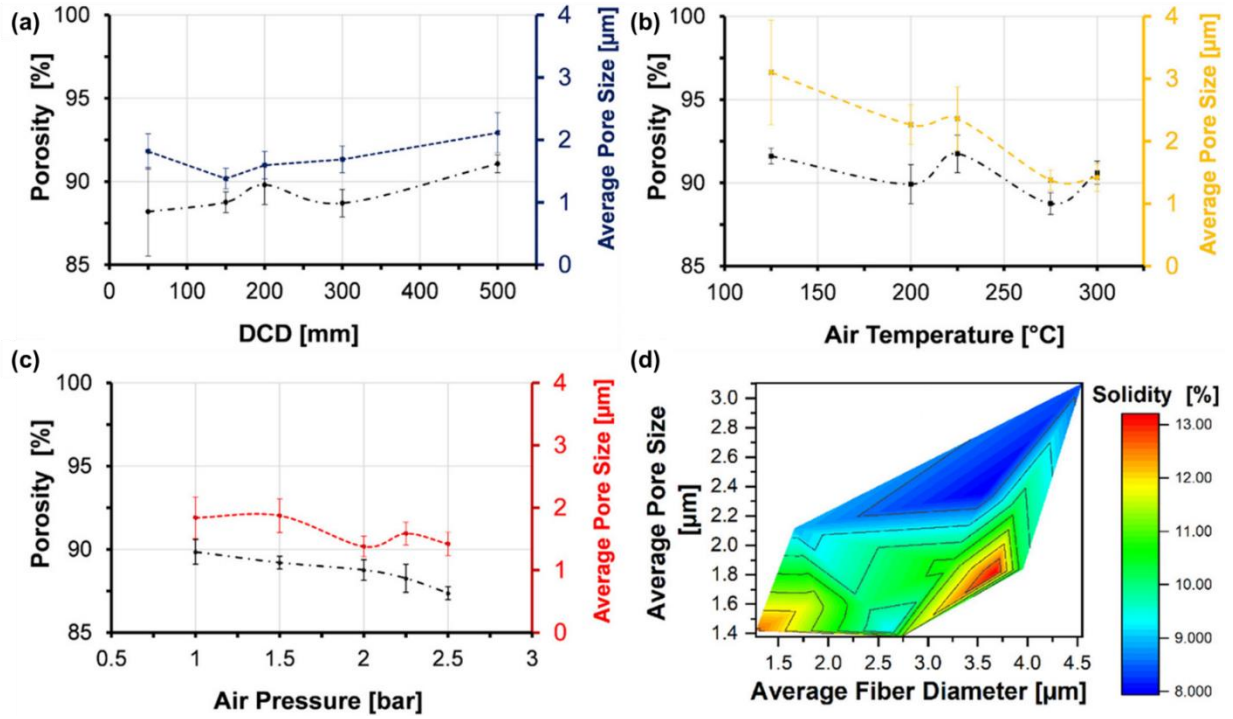 (a)
100
95
90
85
Porosity [%]
4
3
2
1
0
Average Pore Size [µm]
0 100 200 300 400 500
DCD [mm]
(b)
100
95
90
85
Porosity [%]
4
3
2
1
0
Average Pore Size [µm]
100 150 200 250 300
Air Temperature [°C]
(c)
100
95
90
85
Porosity [%]
4
3
2
1
0
Average Pore Size [µm]
0.5 1 1.5 2 2.5 3
Air Pressure [bar]
(d)
3.0
2.8
2.6
2.4
2.2
2.0
1.8
1.6
1.4
Average Pore Size
[µm]
1.5 2.0 2.5 3.0 3.5 4.0 4.5
Average Fiber Diameter [µm]
Solidity [%]
13.00
12.00
11.00
10.00
9.000
8.000